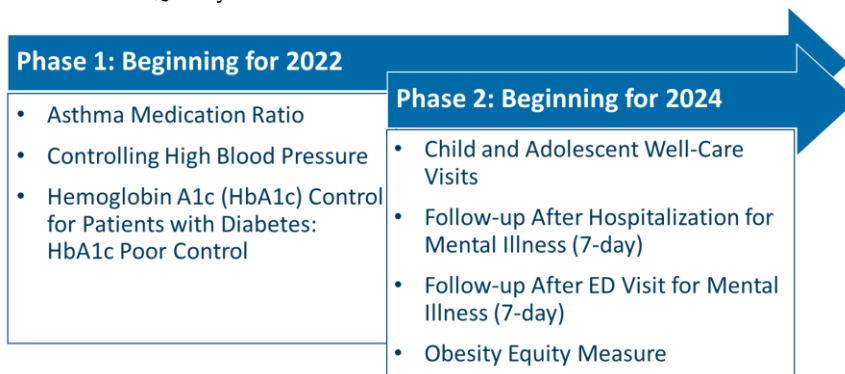 Phase 1: Beginning for 2022
• Asthma Medication Ratio
• Controlling High Blood Pressure
• Hemoglobin A1c (HbA1c) Control
for Patients with Diabetes:
HbA1c Poor Control
Phase 2: Beginning for 2024
• Child and Adolescent Well-Care
Visits
• Follow-up After Hospitalization for
Mental Illness (7-day)
• Follow-up After ED Visit for Mental
Illness (7-day)
• Obesity Equity Measure